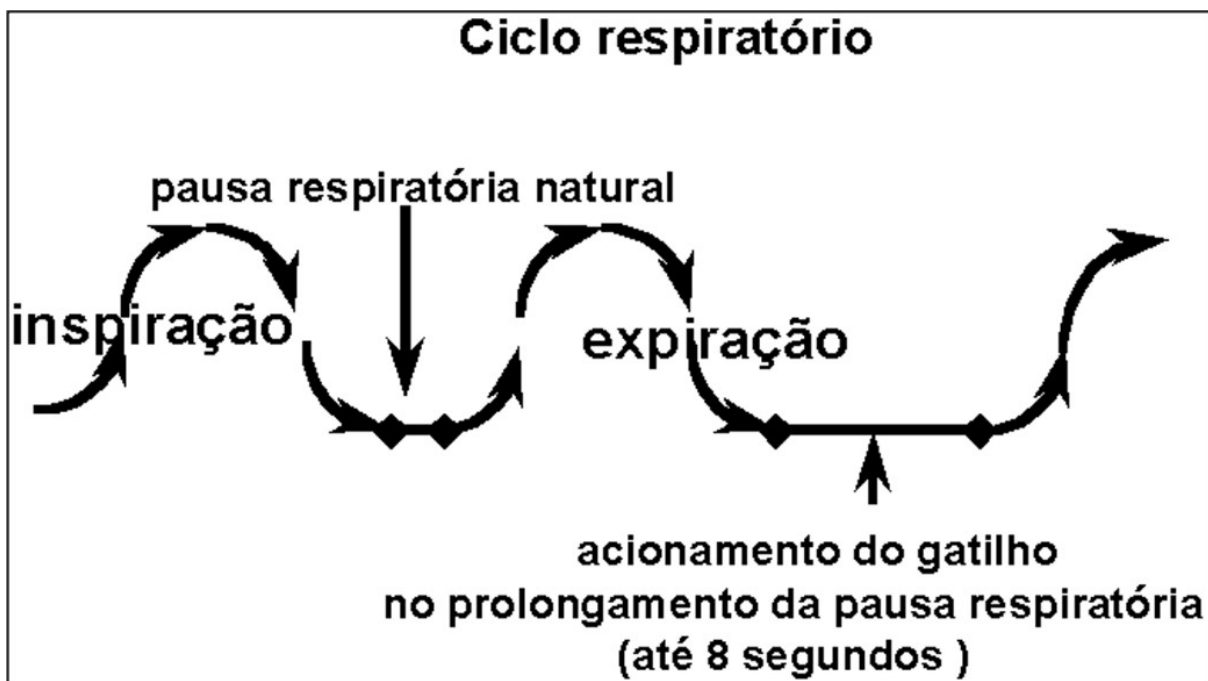 Ciclo respiratório
pausa respiratória natural
inspiração
expiração
acionamento do gatilho
no prolongamento da pausa respiratória
(até 8 segundos )